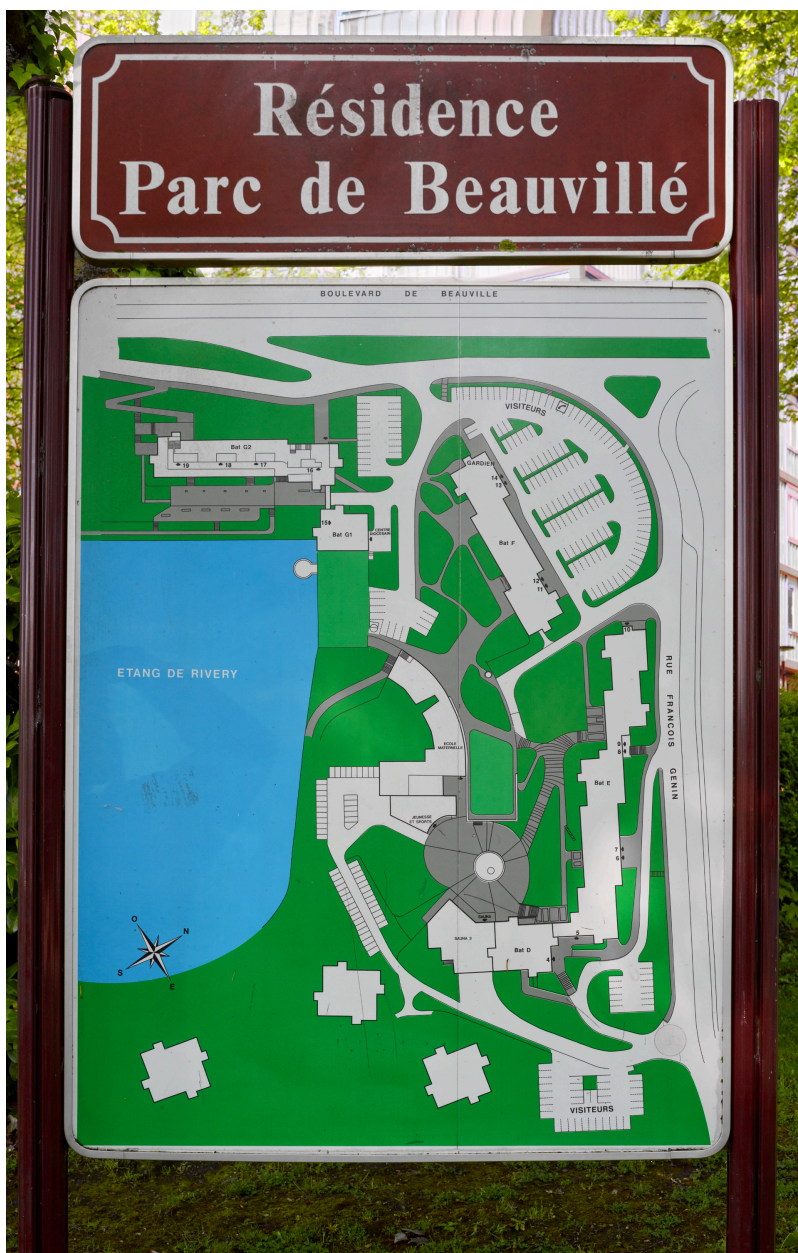 Résidence
Parc de Beauvillé
BOULEVARD DE BEAUVILLE
VISITEURS
Bat G2
19
18
17
16
GARDIEN
14
13
15
Bat G1
CENTRE
Bat F
12
11
10
ETANG DE RIVERY
RUE FRANCOIS GENIN
ECOLE
MATERNELLE
9
8
Bat E
JEUNESSE
ET SPORTS
7
6
SAUNA
5
Bat D
4
O
N
S
E
VISITEURS